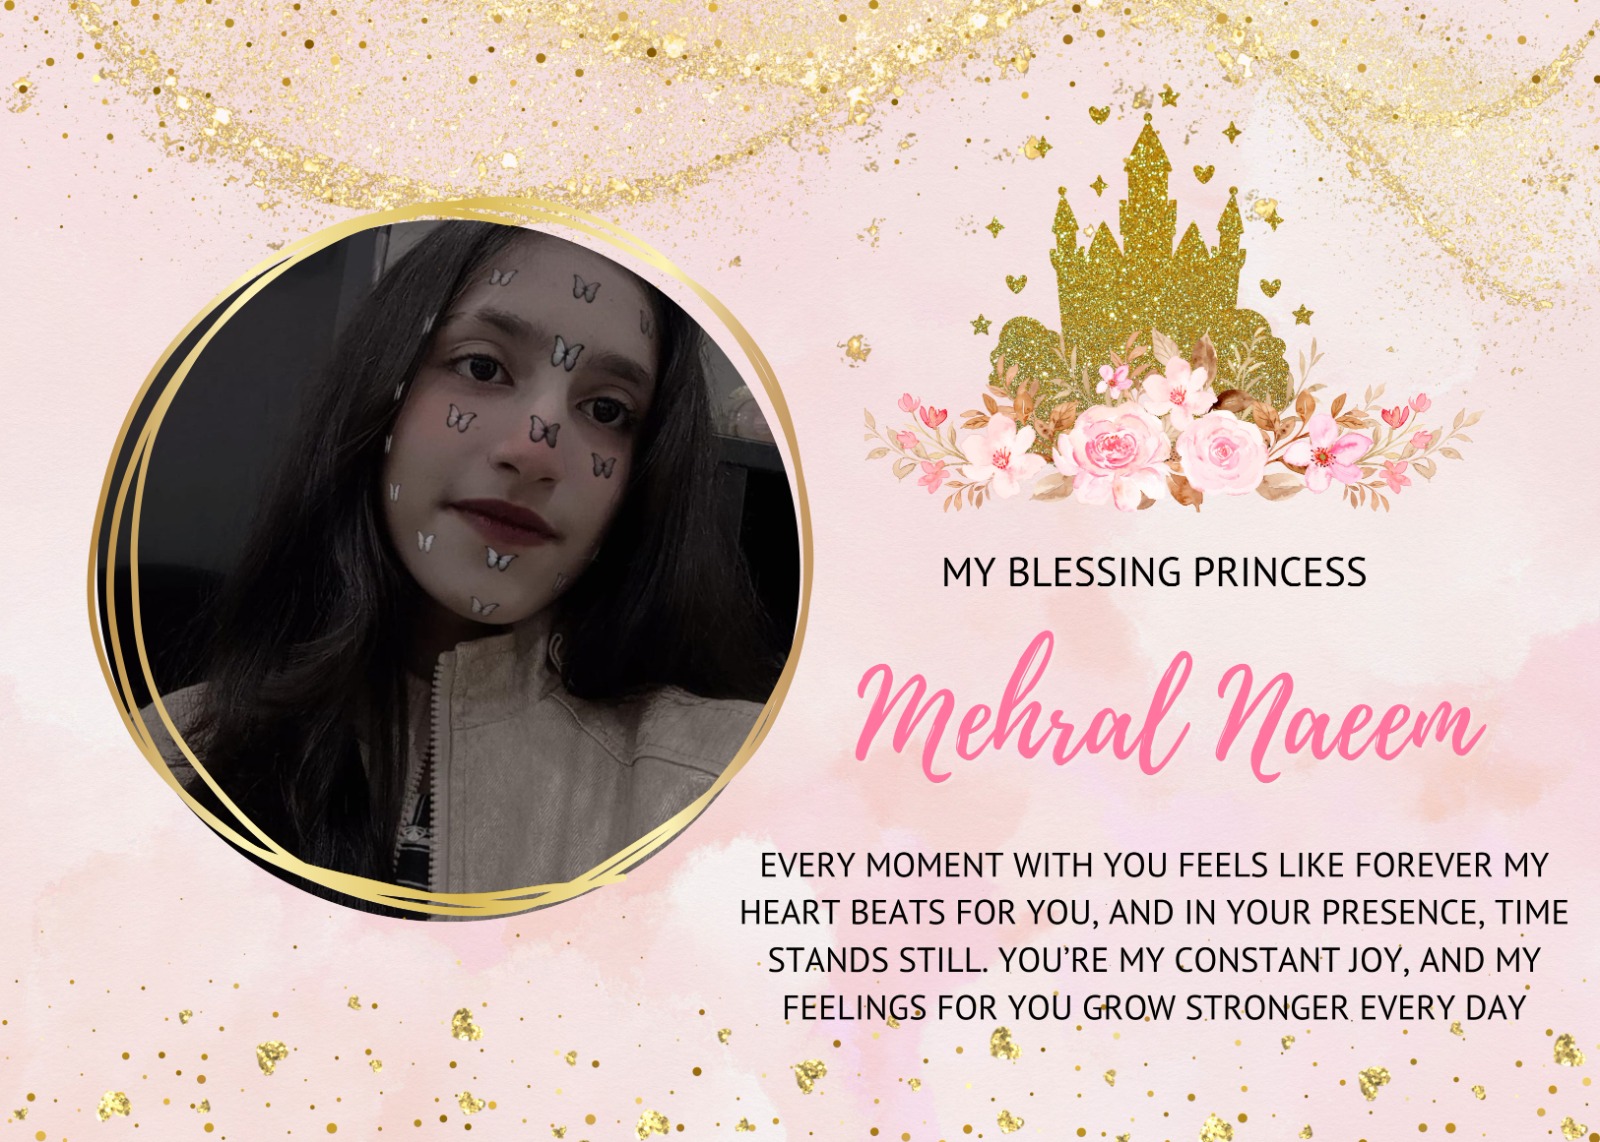 MY BLESSING PRINCESS
Mehral Naeem
EVERY MOMENT WITH YOU FEELS LIKE FOREVER MY
HEART BEATS FOR YOU, AND IN YOUR PRESENCE, TIME
STANDS STILL. YOU'RE MY CONSTANT JOY, AND MY
FEELINGS FOR YOU GROW STRONGER EVERY DAY